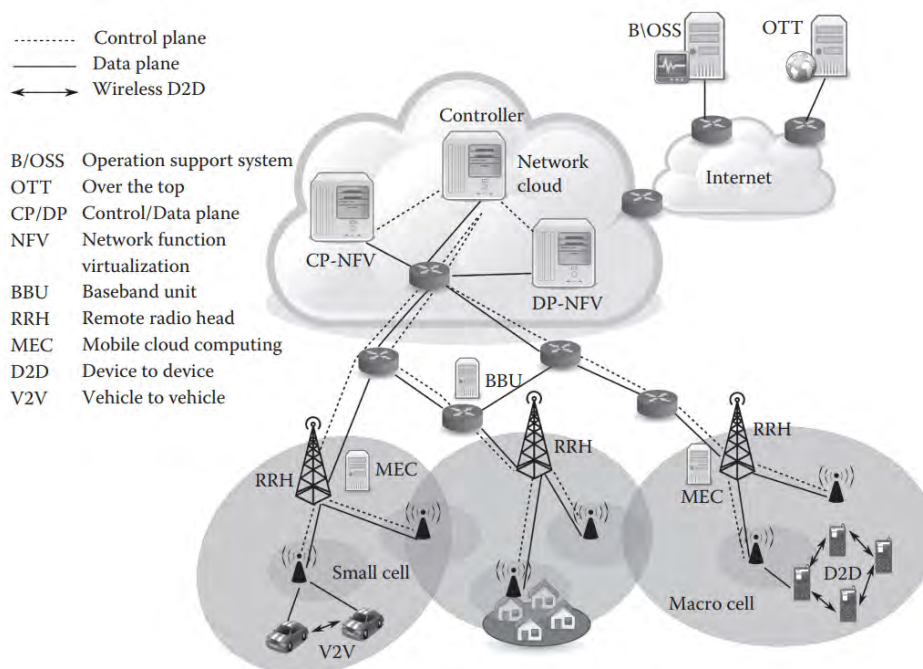 Control plane
Data plane
Wireless D2D
B/OSS Operation support system
OTT Over the top
CP/DP Control/Data plane
NFV Network function
virtualization
BBU Baseband unit
RRH Remote radio head
MEC Mobile cloud computing
D2D Device to device
V2V Vehicle to vehicle
B\OSS
OTT
Internet
Controller
Network
cloud
CP-NFV
DP-NFV
BBU
RRH
MEC
RRH
RRH
MEC
Small cell
V2V
D2D
Macro cell